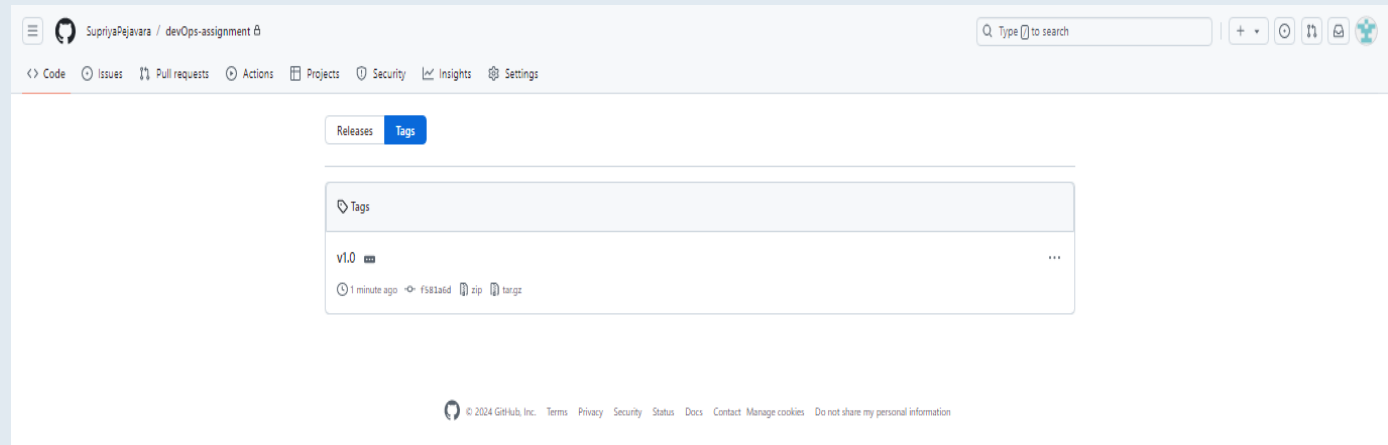 SupriyaPejavara / devOps-assignment
Type / to search
Code Issues Pull requests Actions Projects Security Insights Settings
Releases Tags
Tags
v1.0
1 minute ago f581a6d zip tar.gz
© 2024 GitHub, Inc. Terms Privacy Security Status Docs Contact Manage cookies Do not share my personal information